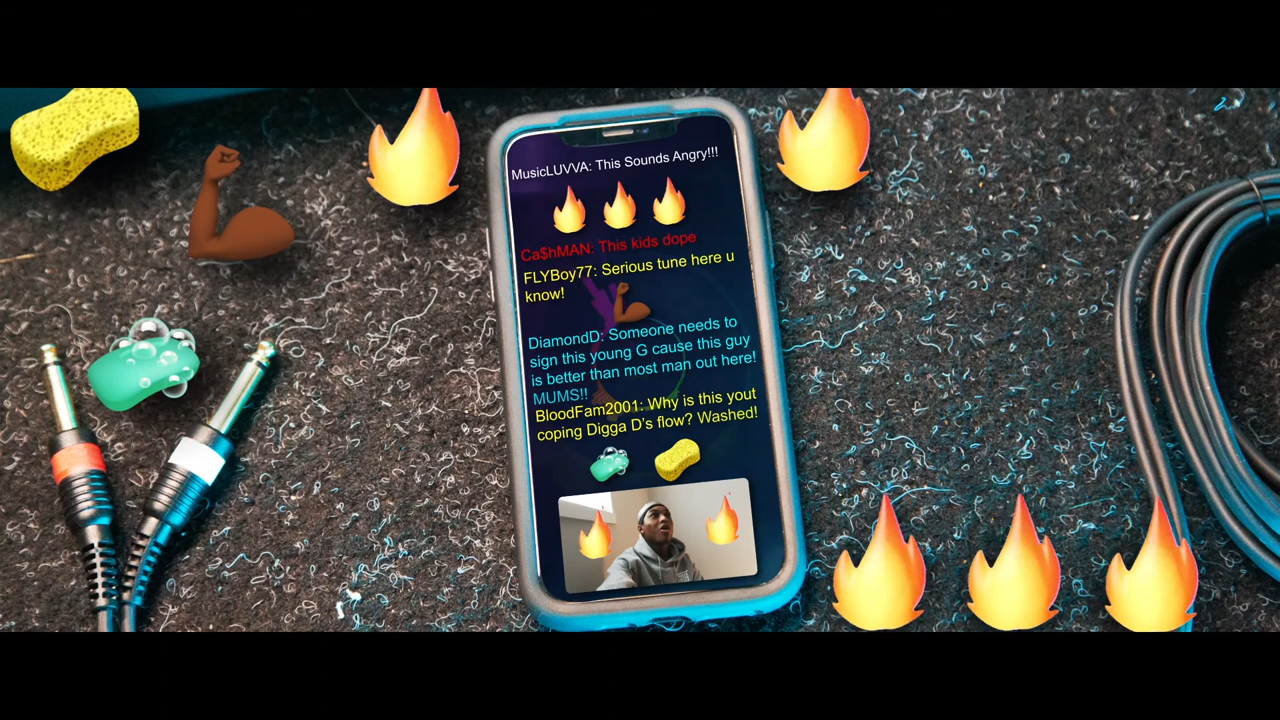 MusicLUVVA: This Sounds Angry!!!
Ca$hMAN: This kids dope
FLYBoy77: Serious tune here u
know!
DiamondD: Someone needs to
sign this young G cause this guy
is better than most man out here!
MUMS!!
BloodFam2001: Why is this yout
coping Digga D's flow? Washed!